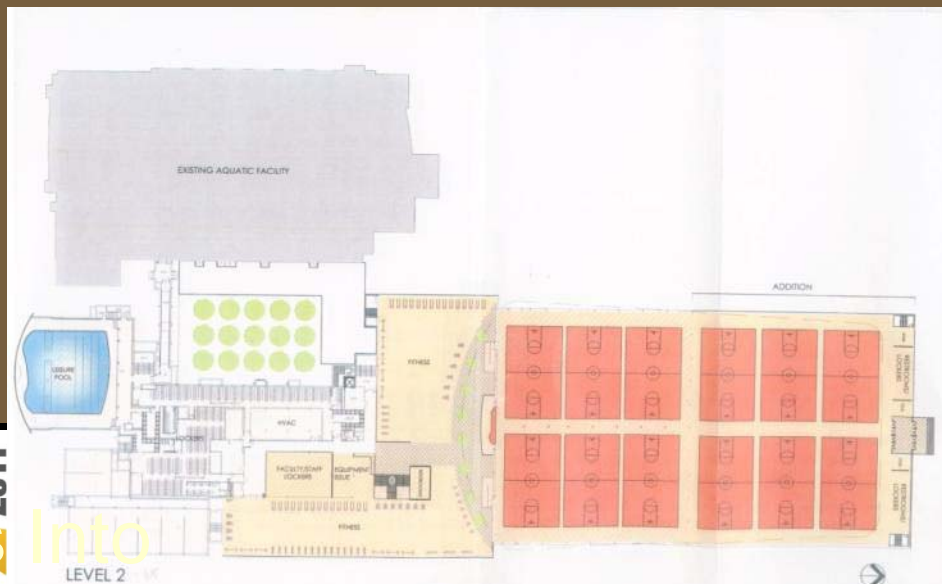 EXISTING AQUATIC FACILITY
ADDITION
LEISURE
POOL
FITNESS
RESTROOMS/
LOCKERS
HVAC
LOCKERS
FACULTY/STAFF
LOCKERS
EQUIPMENT
ISSUE
RESTROOMS/
LOCKERS
FITNESS
Into
LEVEL 2